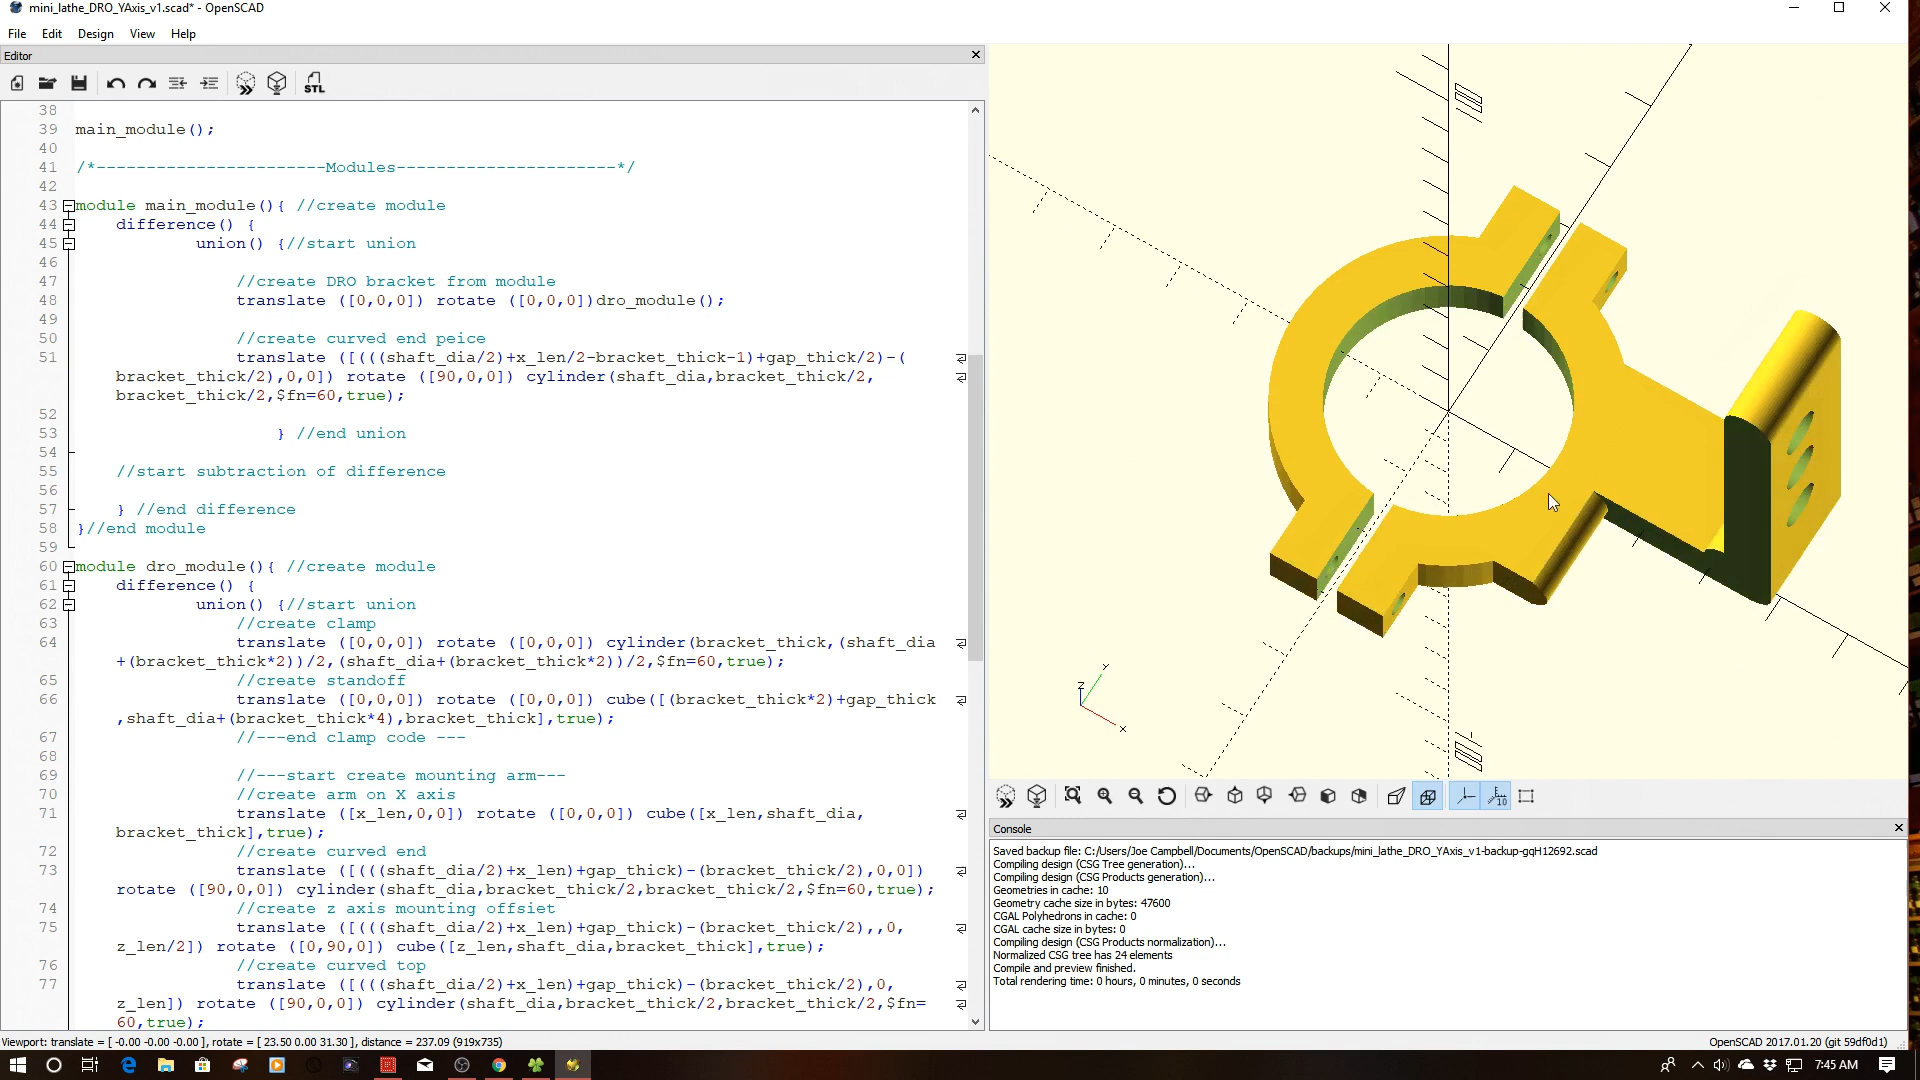 mini_lathe_DRO_YAxis_v1.scad* - OpenSCAD
File Edit Design View Help
Editor
STL
38
39 main_module();
40
41 /*-----------------------Modules----------------------*/
42
43 module main_module(){ //create module
44 difference() {
45 union() {//start union
46
47 //create DRO bracket from module
48 translate ([0,0,0]) rotate ([0,0,0])dro_module();
49
50 //create curved end peice
51 translate ([(((shaft_dia/2)+x_len/2-bracket_thick-1)+gap_thick/2)-(
bracket_thick/2),0,0]) rotate ([90,0,0]) cylinder(shaft_dia,bracket_thick/2,
bracket_thick/2,$fn=60,true);
52
53 } //end union
54
55 //start subtraction of difference
56
57 } //end difference
58 }//end module
59
60 module dro_module(){ //create module
61 difference() {
62 union() {//start union
63 //create clamp
64 translate ([0,0,0]) rotate ([0,0,0]) cylinder(bracket_thick,(shaft_dia
+(bracket_thick*2))/2,(shaft_dia+(bracket_thick*2))/2,$fn=60,true);
65 //create standoff
66 translate ([0,0,0]) rotate ([0,0,0]) cube([(bracket_thick*2)+gap_thick
,shaft_dia+(bracket_thick*4),bracket_thick],true);
67 //---end clamp code ---
68
69 //---start create mounting arm---
70 //create arm on X axis
71 translate ([x_len,0,0]) rotate ([0,0,0]) cube([x_len,shaft_dia,
bracket_thick],true);
72 //create curved end
73 translate ([(((shaft_dia/2)+x_len)+gap_thick)-(bracket_thick/2),0,0])
rotate ([90,0,0]) cylinder(shaft_dia,bracket_thick/2,bracket_thick/2,$fn=60,true);
74 //create z axis mounting offsiet
75 translate ([(((shaft_dia/2)+x_len)+gap_thick)-(bracket_thick/2),,0,
z_len/2]) rotate ([0,90,0]) cube([z_len,shaft_dia,bracket_thick],true);
76 //create curved top
77 translate ([(((shaft_dia/2)+x_len)+gap_thick)-(bracket_thick/2),0,
z_len]) rotate ([90,0,0]) cylinder(shaft_dia,bracket_thick/2,bracket_thick/2,$fn=
60,true);
Z
Y
X
10
Console
Saved backup file: C:/Users/Joe Campbell/Documents/OpenSCAD/backups/mini_lathe_DRO_YAxis_v1-backup-gqH12692.scad
Compiling design (CSG Tree generation)...
Compiling design (CSG Products generation)...
Geometries in cache: 10
Geometry cache size in bytes: 47600
CGAL Polyhedrons in cache: 0
CGAL cache size in bytes: 0
Compiling design (CSG Products normalization)...
Normalized CSG tree has 24 elements
Compile and preview finished.
Total rendering time: 0 hours, 0 minutes, 0 seconds
Viewport: translate = [ -0.00 -0.00 -0.00 ], rotate = [ 23.50 0.00 31.30 ], distance = 237.09 (919x735)
OpenSCAD 2017.01.20 (git 59df0d1)
7:45 AM